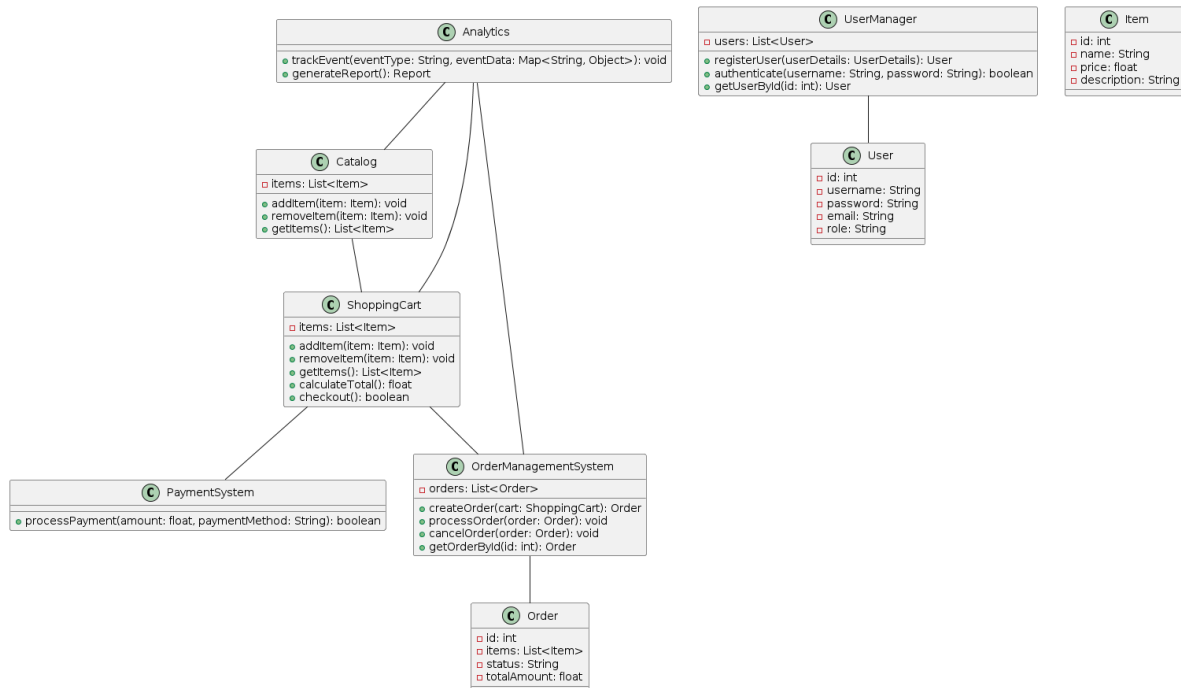 C Analytics
trackEvent(eventType: String, eventData: Map<String, Object>): void
generateReport(): Report
C UserManager
users: List<User>
registerUser(userDetails: UserDetails): User
authenticate(username: String, password: String): boolean
getUserById(id: int): User
C Item
id: int
name: String
price: float
description: String
C Catalog
items: List<Item>
addItem(item: Item): void
removeItem(item: Item): void
getItems(): List<Item>
C User
id: int
username: String
password: String
email: String
role: String
C ShoppingCart
items: List<Item>
addItem(item: Item): void
removeItem(item: Item): void
getItems(): List<Item>
calculateTotal(): float
checkout(): boolean
C PaymentSystem
processPayment(amount: float, paymentMethod: String): boolean
C OrderManagementSystem
orders: List<Order>
createOrder(cart: ShoppingCart): Order
processOrder(order: Order): void
cancelOrder(order: Order): void
getOrderById(id: int): Order
C Order
id: int
items: List<Item>
status: String
totalAmount: float